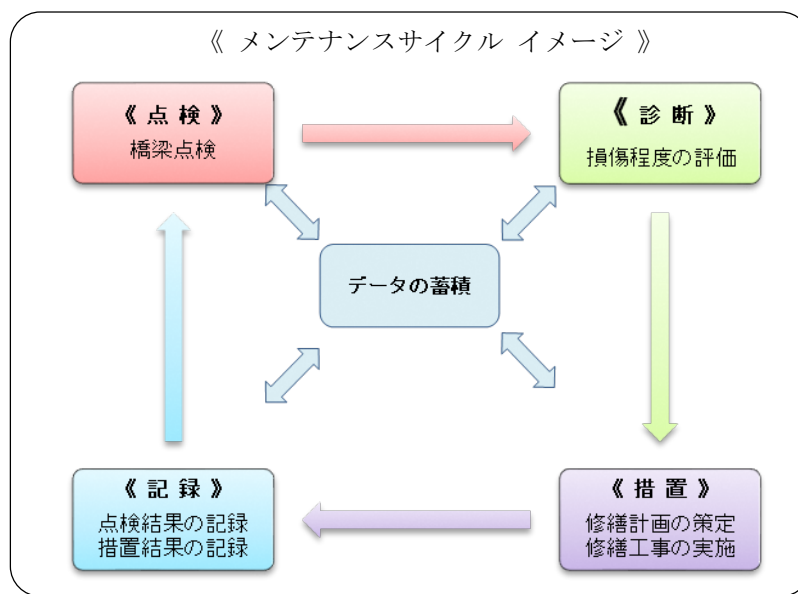 《 メンテナンスサイクル イメージ 》
《 点 検 》
橋梁点検
《 診 断 》
損傷程度の評価
データの蓄積
《 記 録 》
点検結果の記録
措置結果の記録
《 措 置 》
修繕計画の策定
修繕工事の実施